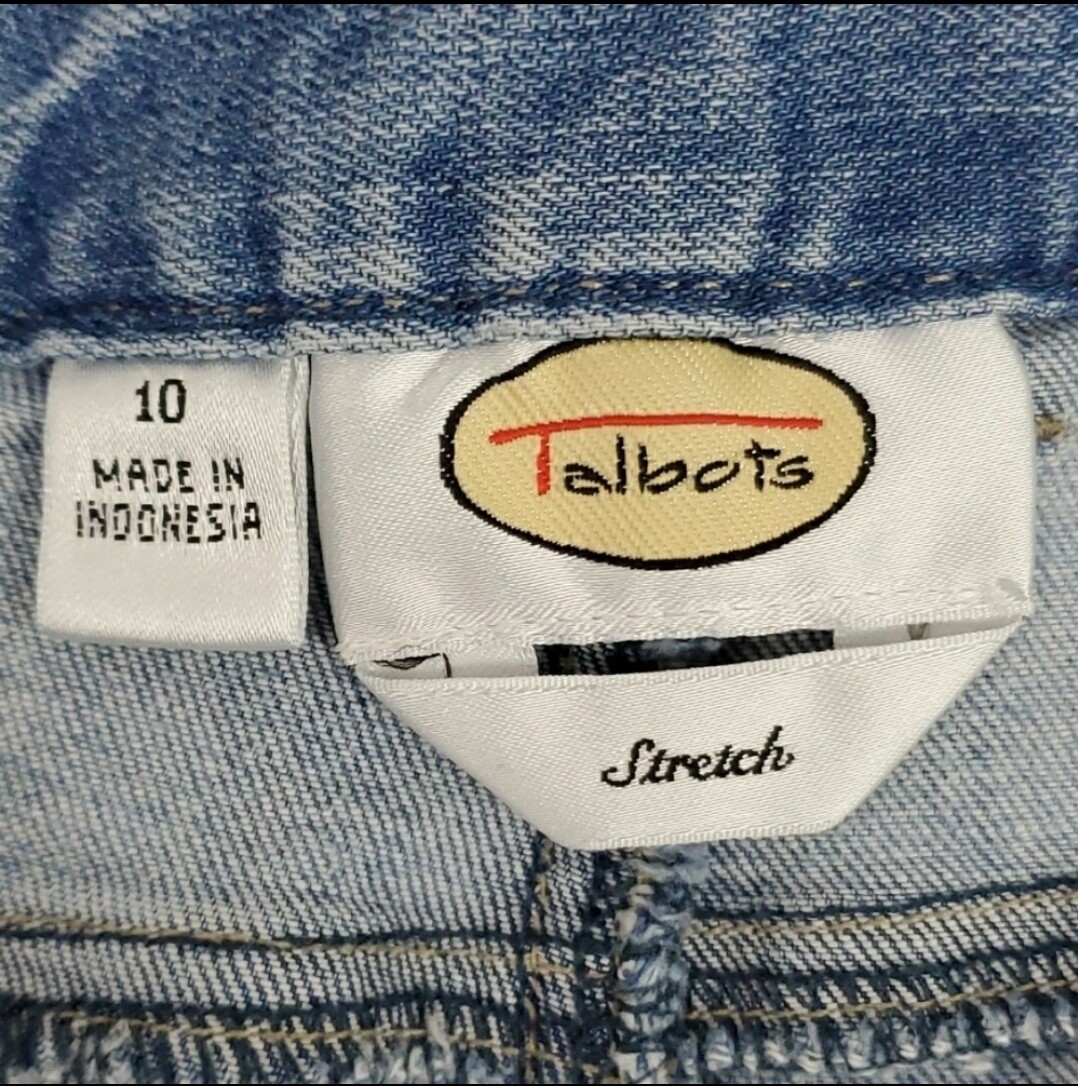 10
MADE IN
INDONESIA
Talbots
Stretch